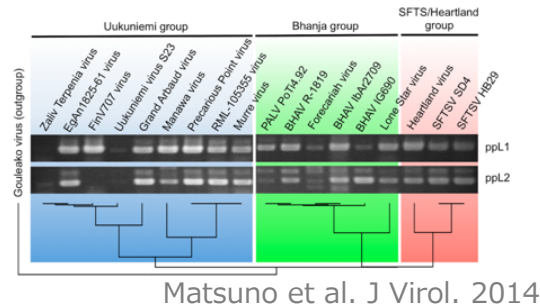 Uukuniemi group
Bhanja group
SFTS/Heartland
group
Gouleako virus (outgroup)
Zaliv Terpenia virus
EgAn1825-61 virus
FinV707 virus
Uukuniemi virus S23
Grand Arbaud virus
Manawa virus
Precarious Point virus
RML-105355 virus
Murre virus
PALV PoTi4.92
BHAV R-1819
Forecariah virus
BHAV IbAr2709
BHAV IG690
Lone Star virus
Heartland virus
SFTSV SD4
SFTSV HB29
ppL1
ppL2
Matsuno et al. J Virol. 2014